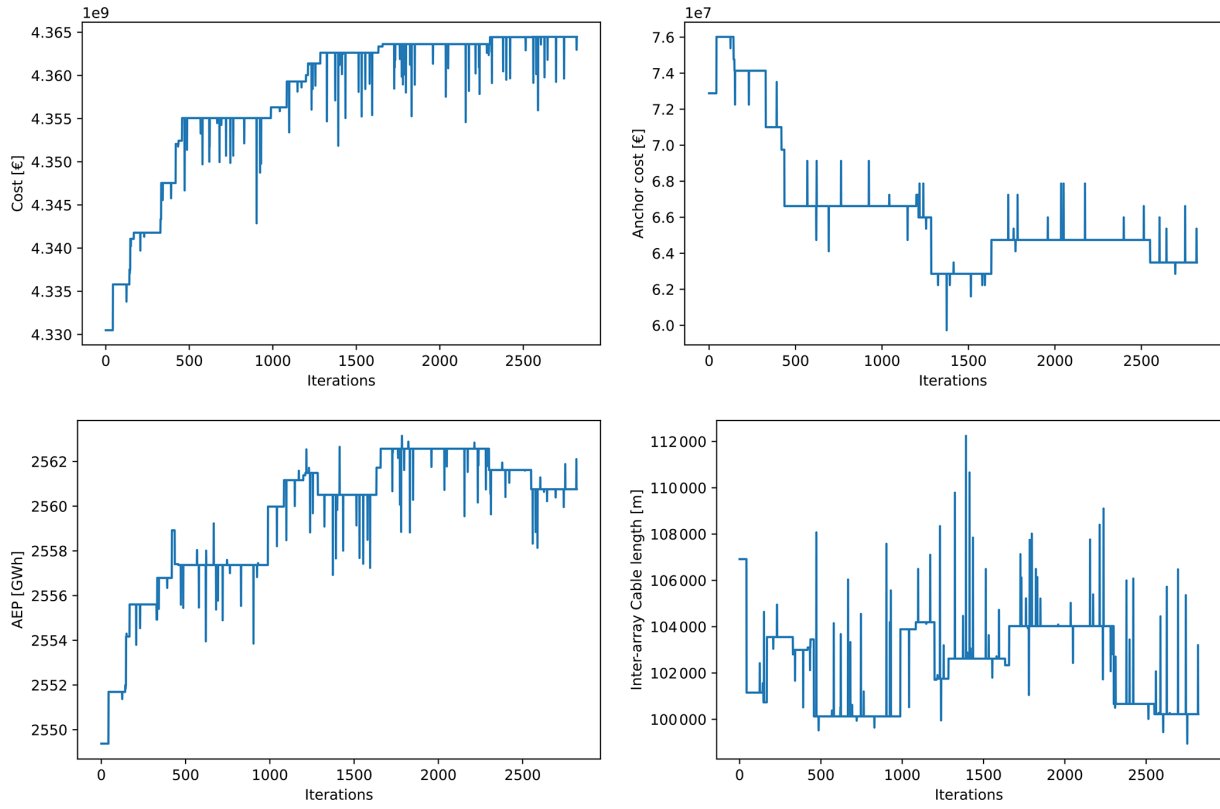 1e9
4.365
4.360
4.355
4.350
4.345
4.340
4.335
4.330
Cost [€]
0 500 1000 1500 2000 2500
Iterations
1e7
7.6
7.4
7.2
7.0
6.8
6.6
6.4
6.2
6.0
Anchor cost [€]
0 500 1000 1500 2000 2500
Iterations
2562
2560
2558
2556
2554
2552
2550
AEP [GWh]
0 500 1000 1500 2000 2500
Iterations
112 000
110 000
108 000
106 000
104 000
102 000
100 000
Inter-array Cable length [m]
0 500 1000 1500 2000 2500
Iterations